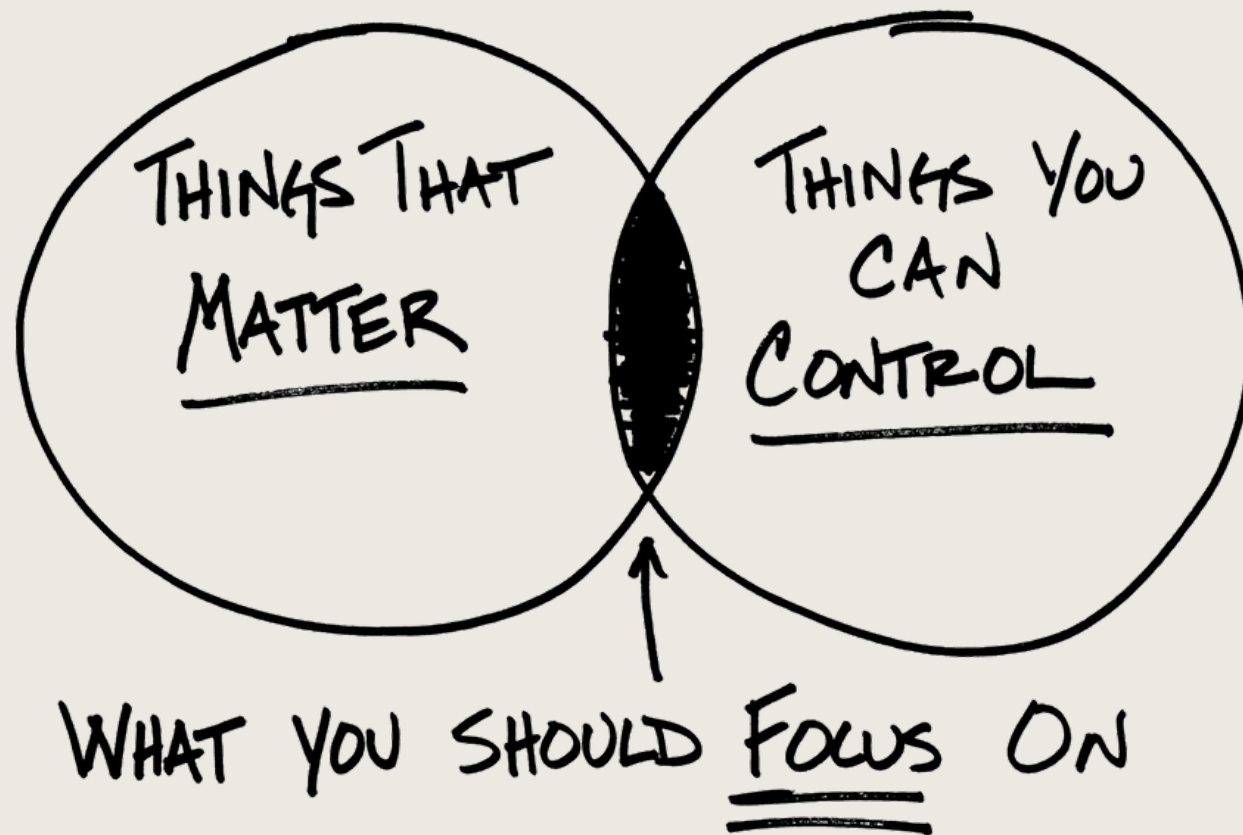 THINGS THAT
MATTER
THINGS YOU
CAN
CONTROL
WHAT YOU SHOULD FOCUS ON